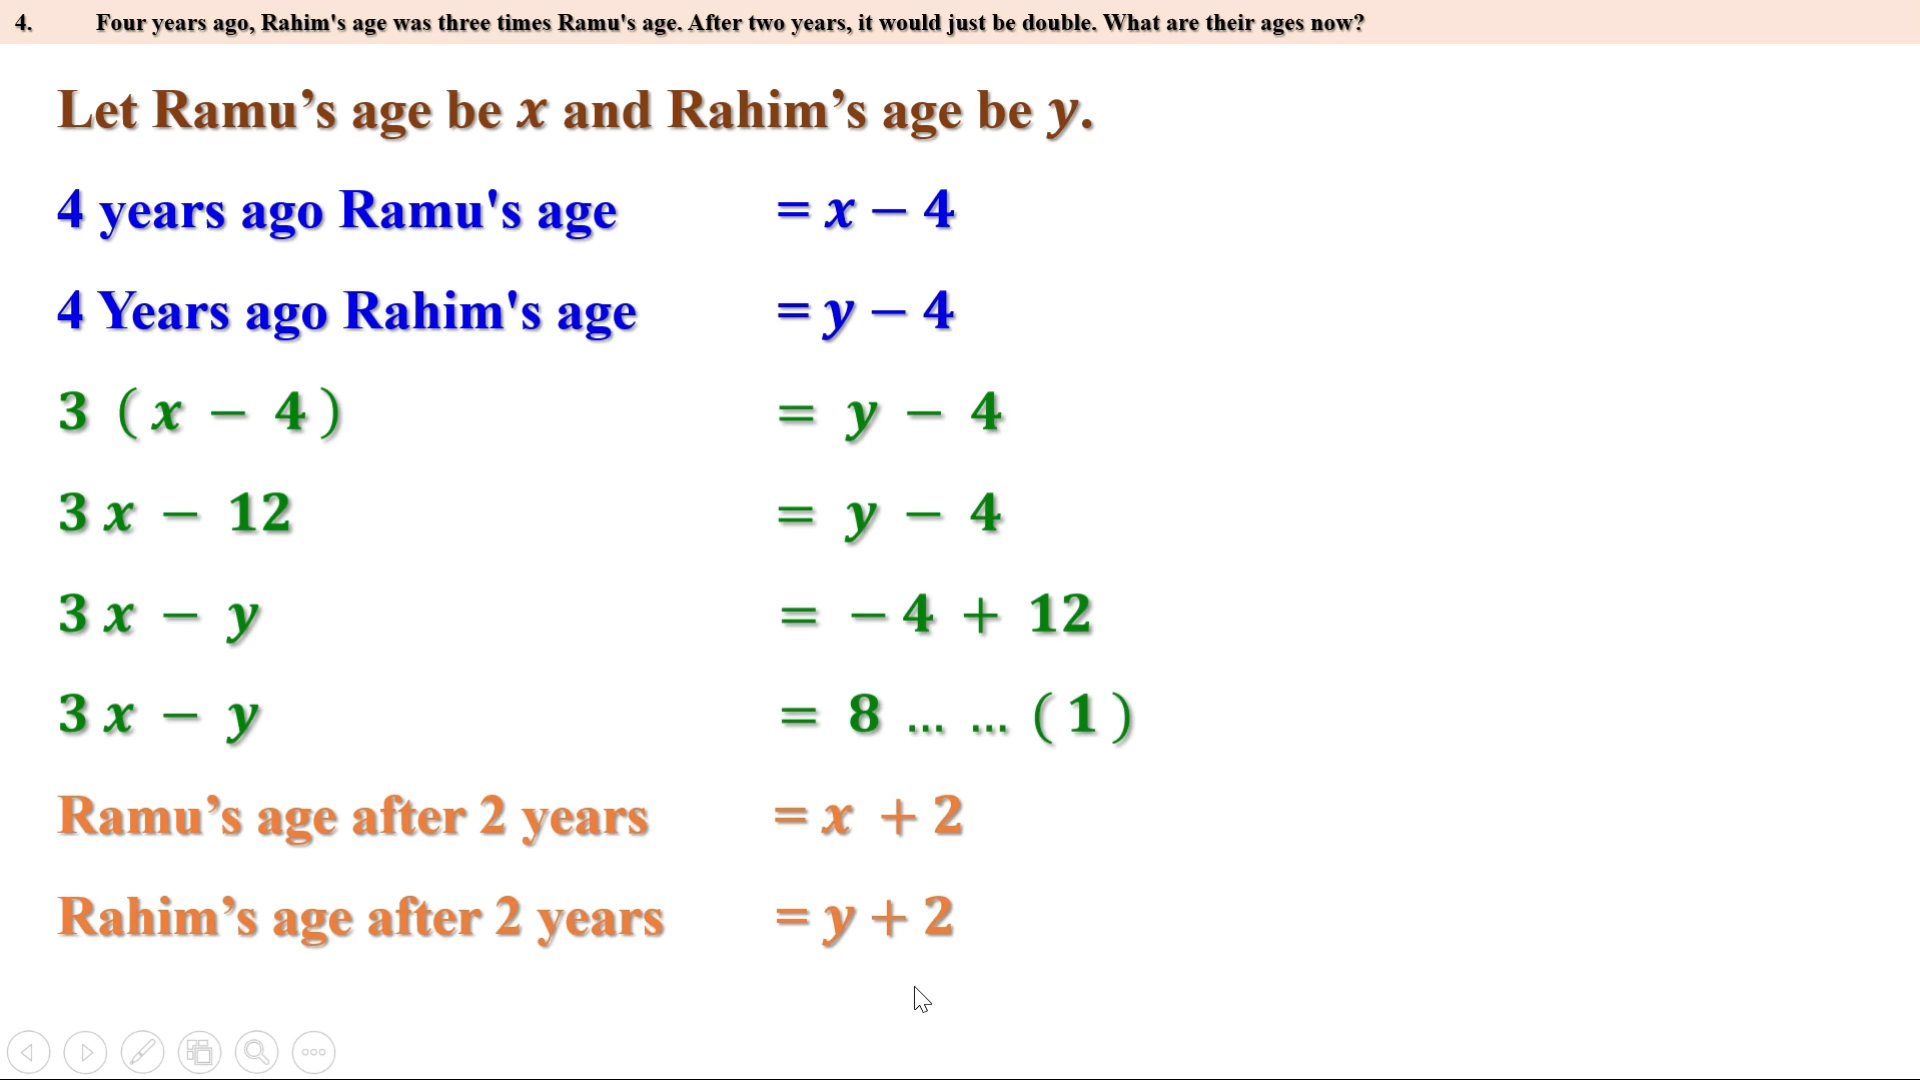 4. Four years ago, Rahim's age was three times Ramu's age. After two years, it would just be double. What are their ages now?
Let Ramu’s age be x and Rahim’s age be y.
4 years ago Ramu's age = x − 4
4 Years ago Rahim's age = y − 4
3 ( x − 4 ) = y − 4
3 x − 12 = y − 4
3 x − y = − 4 + 12
3 x − y = 8 … … ( 1 )
Ramu’s age after 2 years = x + 2
Rahim’s age after 2 years = y + 2